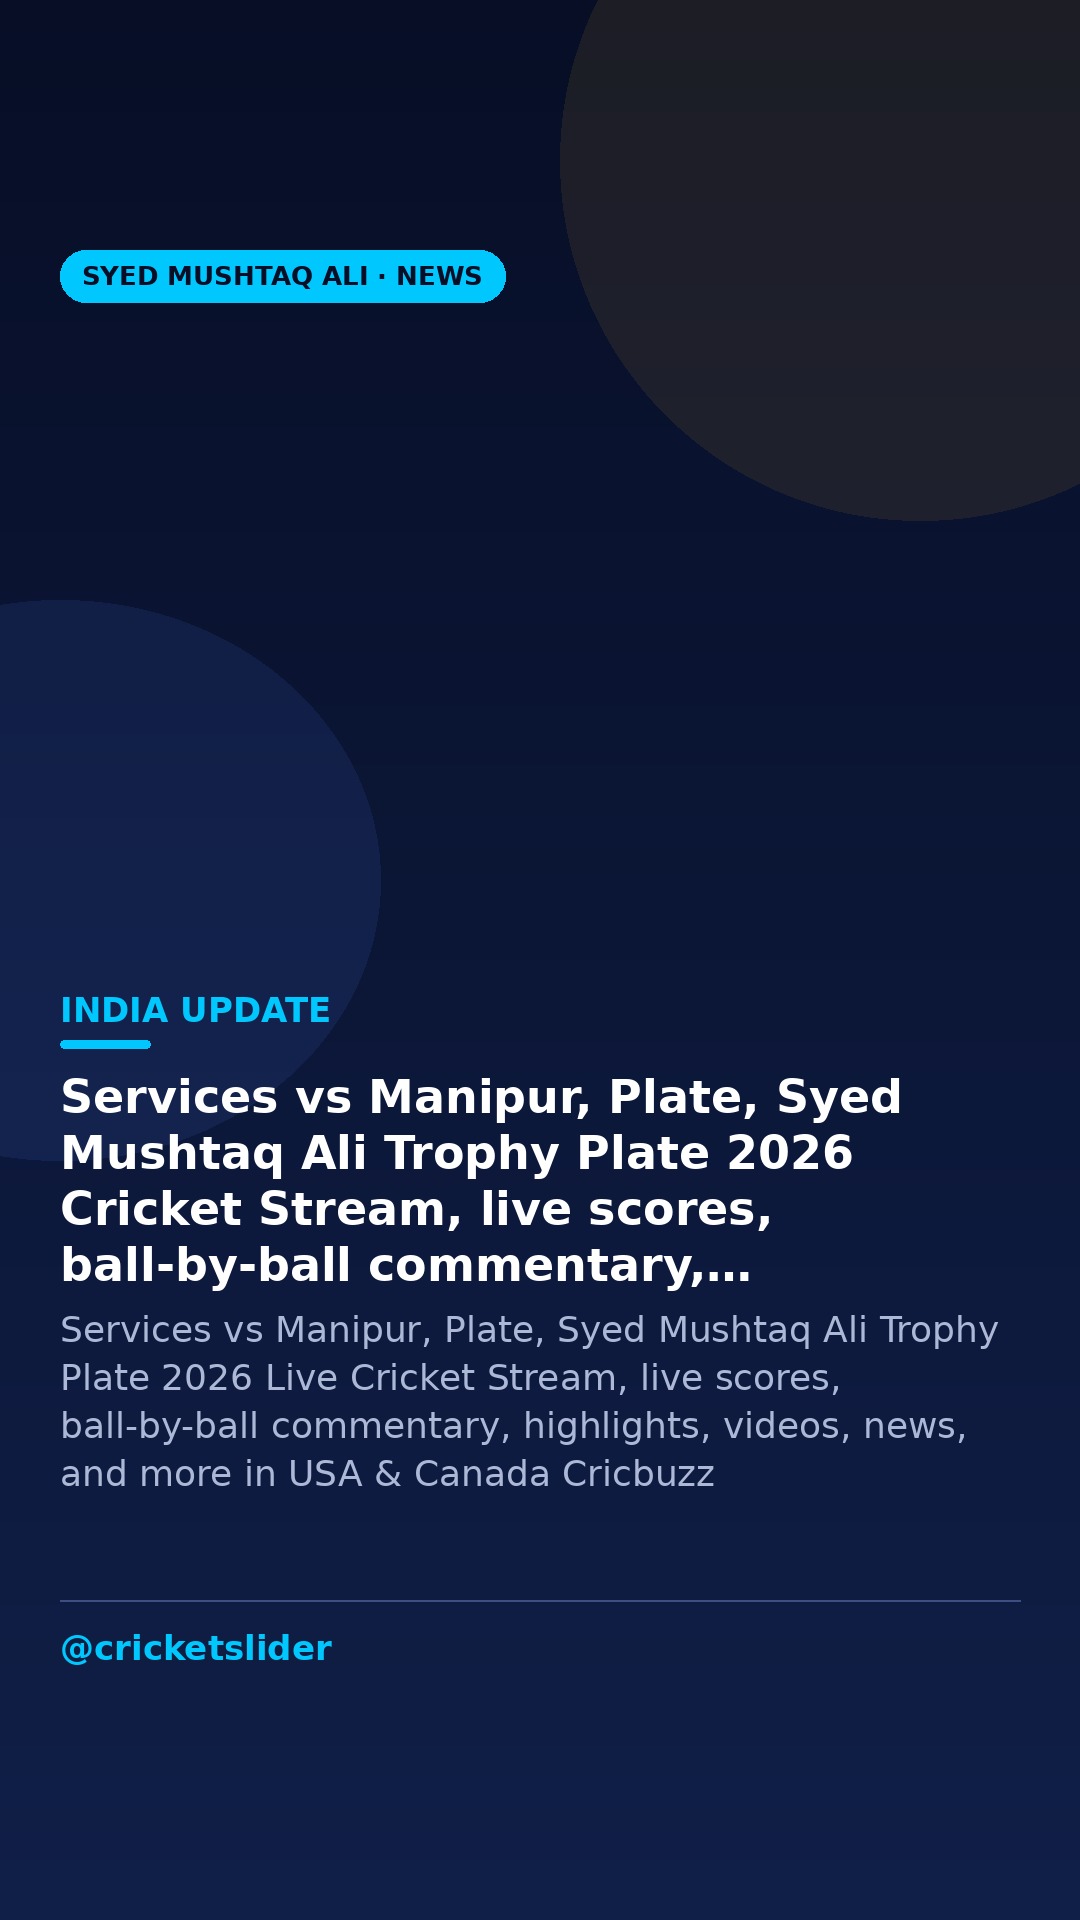 SYED MUSHTAQ ALI · NEWS
INDIA UPDATE
Services vs Manipur, Plate, Syed
Mushtaq Ali Trophy Plate 2026
Cricket Stream, live scores,
ball-by-ball commentary,…
Services vs Manipur, Plate, Syed Mushtaq Ali Trophy
Plate 2026 Live Cricket Stream, live scores,
ball-by-ball commentary, highlights, videos, news,
and more in USA & Canada Cricbuzz
@cricketslider